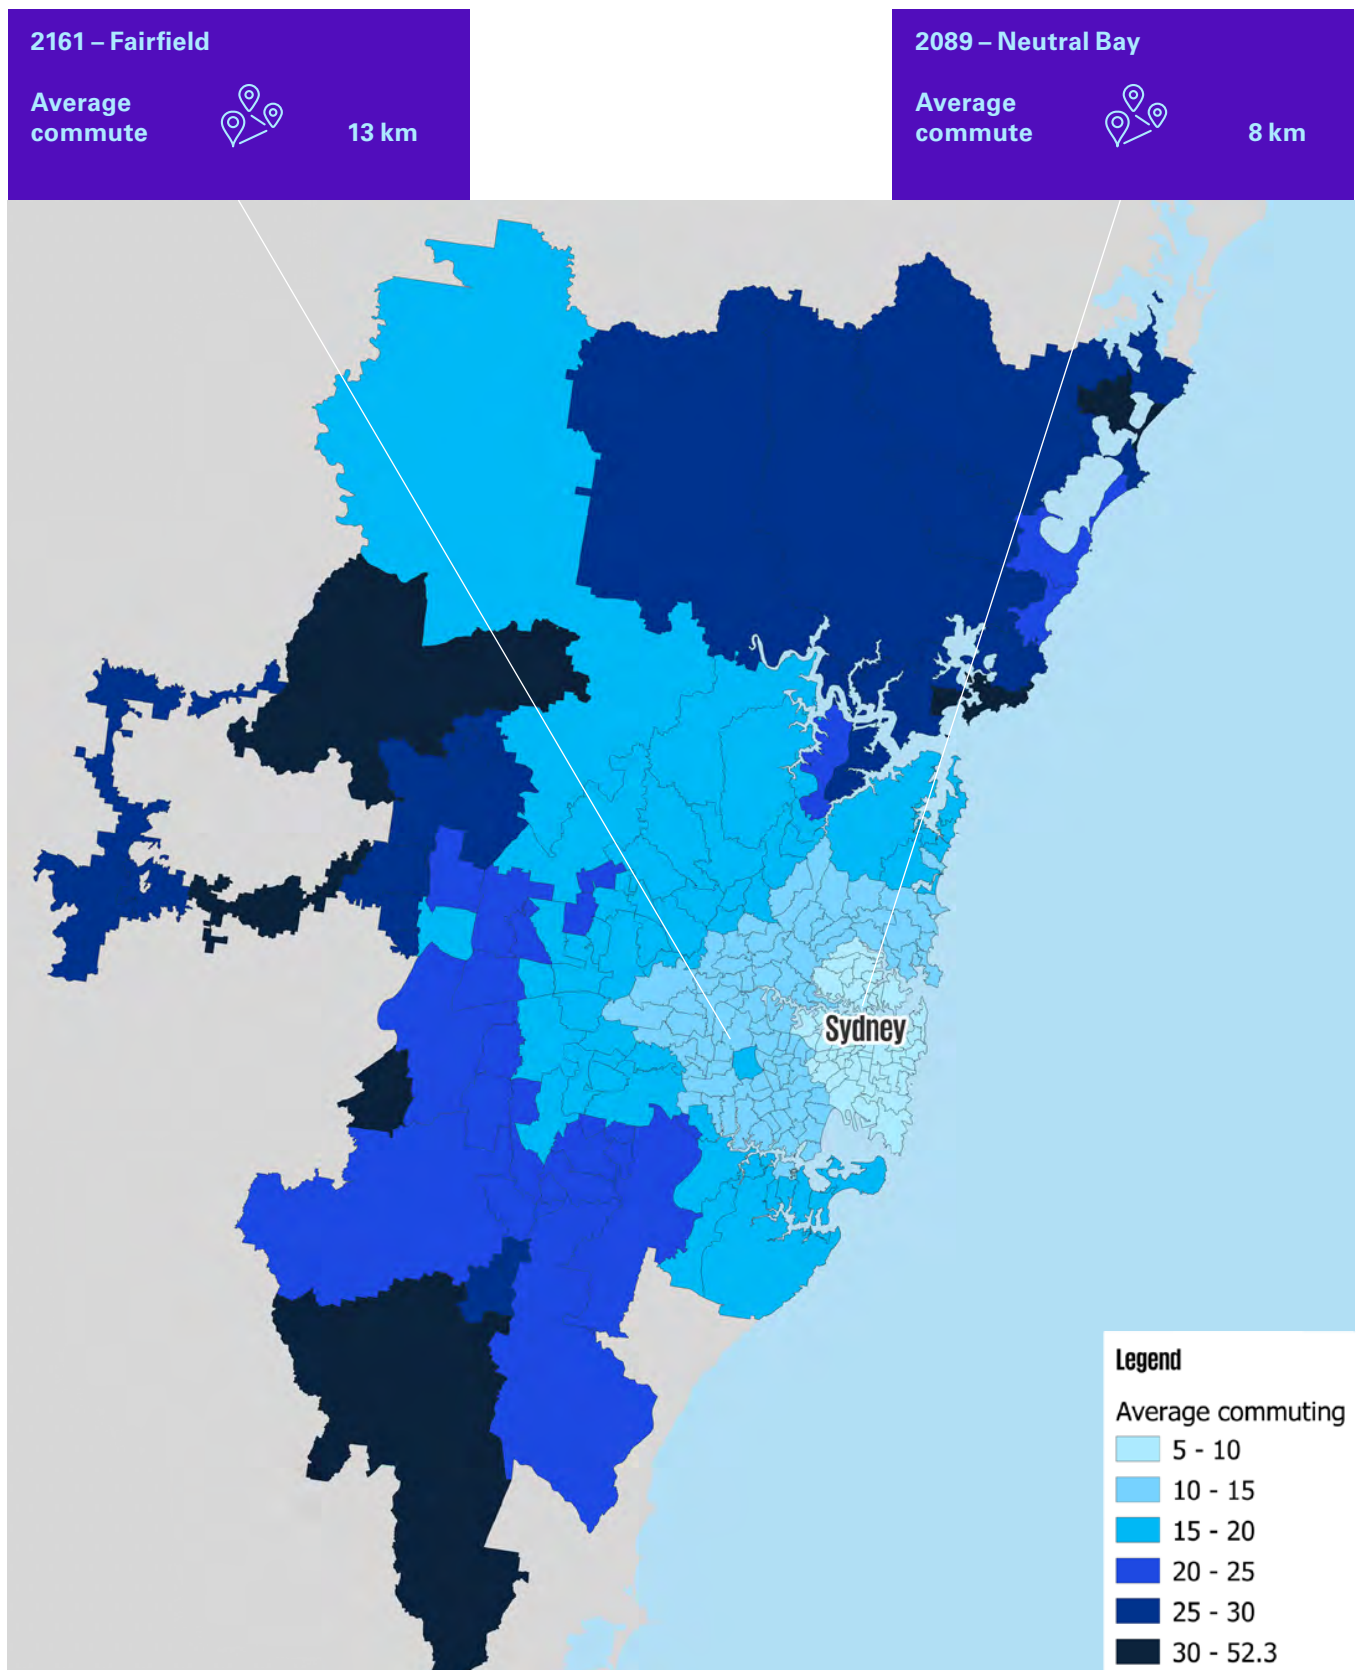 2161 – Fairfield
Average
commute
13 km
2089 – Neutral Bay
Average
commute
8 km
Sydney
Legend
Average commuting
5 - 10
10 - 15
15 - 20
20 - 25
25 - 30
30 - 52.3